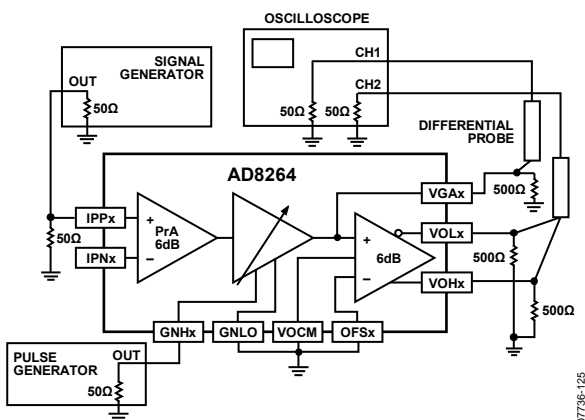 OSCILLOSCOPE
SIGNAL
GENERATOR
OUT
50Ω
CH1
CH2
50Ω
50Ω
DIFFERENTIAL
PROBE
AD8264
IPPx
IPNx
50Ω
+
PrA
6dB
–
+
6dB
–
VGAx
VOLx
VOHx
500Ω
500Ω
500Ω
GNHx
GNLO
VOCM
OFSx
PULSE
GENERATOR
OUT
50Ω
07736-125